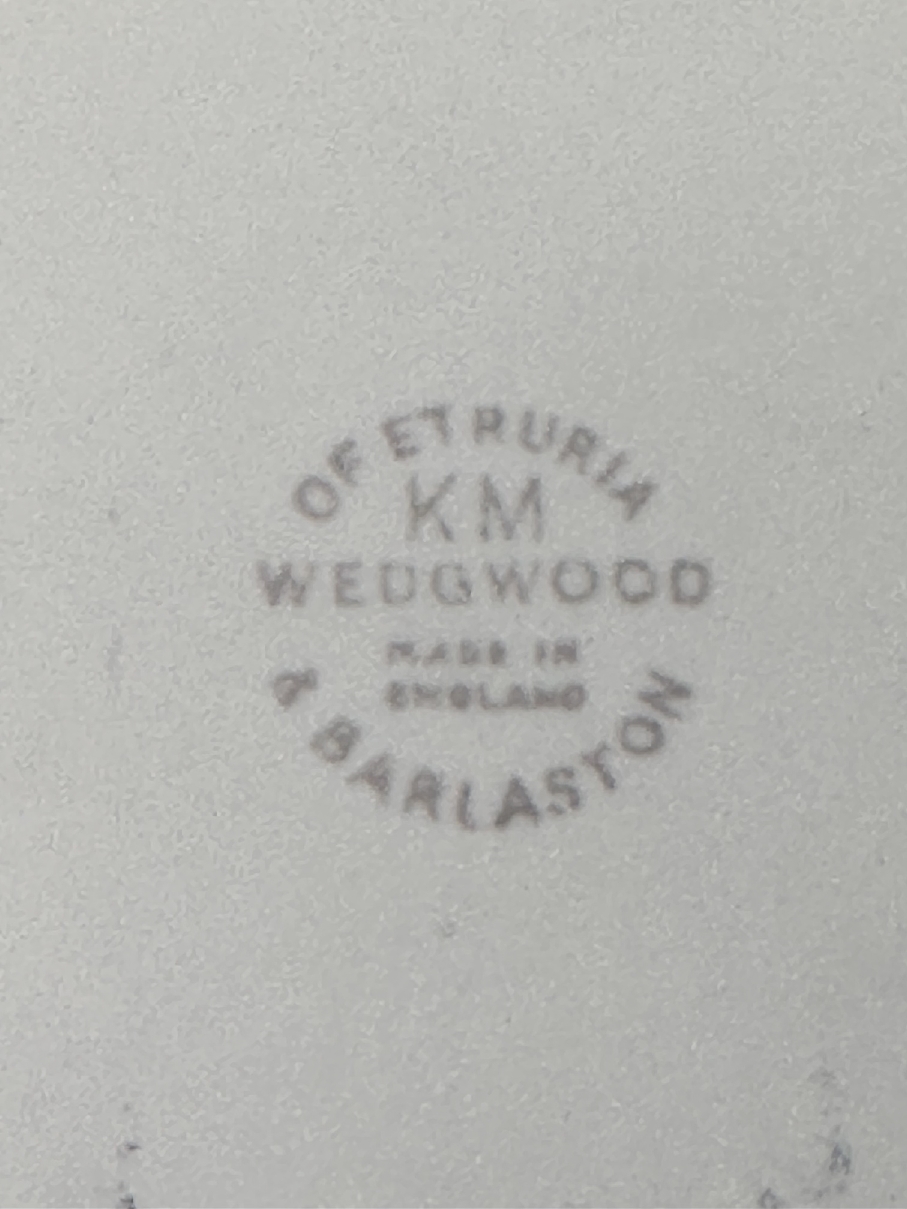 OF ETRURIA
KM
WEDGWOOD
MADE IN
ENGLAND
& BARLASTON